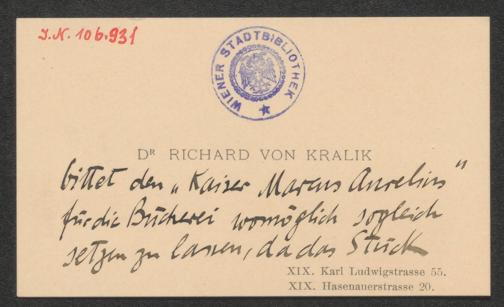 J.N. 106.931
WIENER STADTBIBLIOTHEK
DR RICHARD VON KRALIK
bittet den „Kaiser Marcus Aurelius"
für die Bücherei womöglich sogleich
setzen zu lassen, da das Stück
XIX. Karl Ludwigstrasse 55.
XIX. Hasenauerstrasse 20.